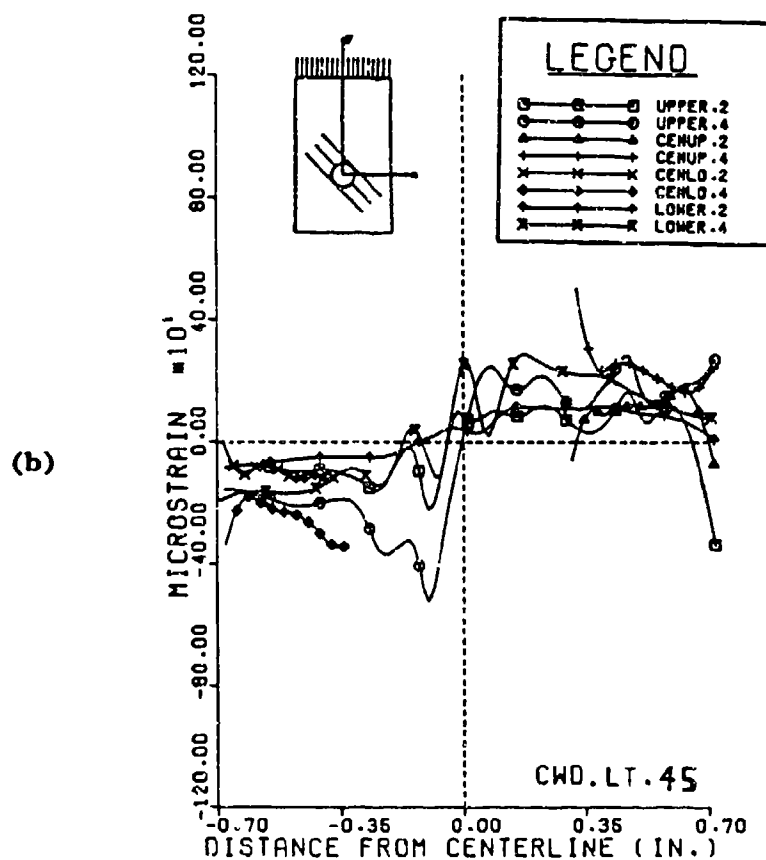 (b)
MICROSTRAIN *10¹
120.00
80.00
40.00
0.00
-40.00
-80.00
-120.00
LEGEND
UPPER.2
UPPER.4
CENUP.2
CENUP.4
CENLO.2
CENLO.4
LOWER.2
LOWER.4
CWD.LT.45
-0.70
-0.35
0.00
0.35
0.70
DISTANCE FROM CENTERLINE (IN.)